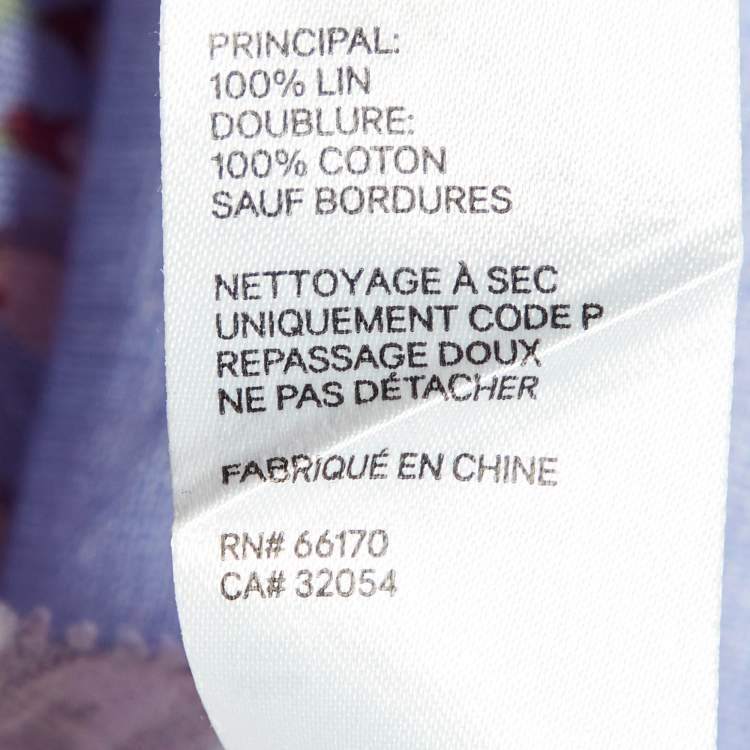 PRINCIPAL:
100% LIN
DOUBLURE:
100% COTON
SAUF BORDURES
NETTOYAGE À SEC
UNIQUEMENT CODE P
REPASSAGE DOUX
NE PAS DÉTACHER
FABRIQUÉ EN CHINE
RN# 66170
CA# 32054